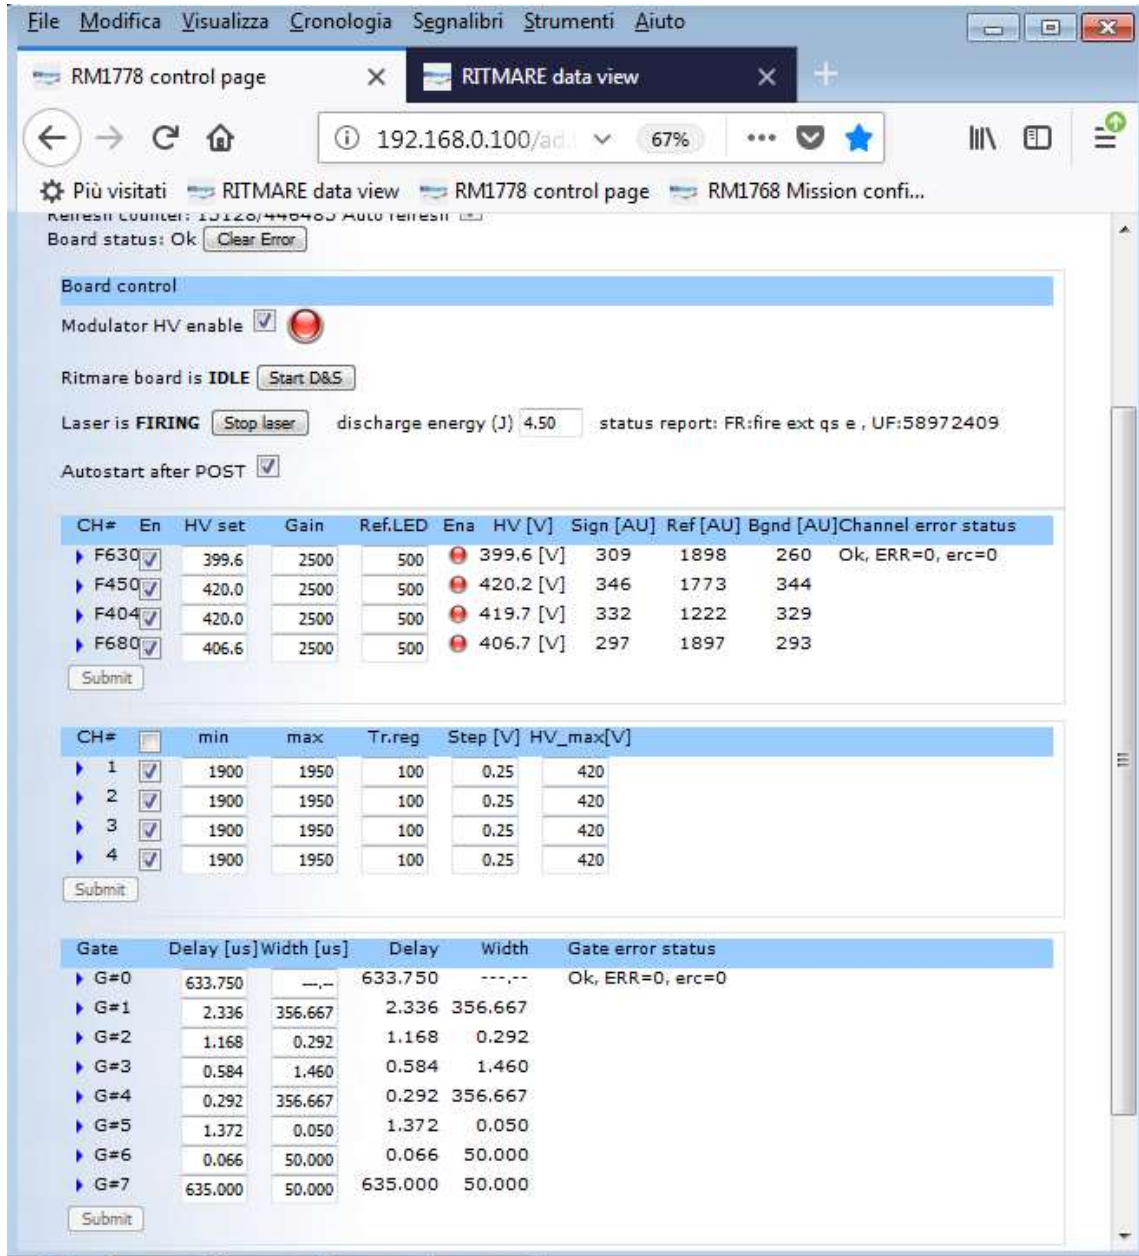 File Modifica Visualizza Cronologia Segnalibri Strumenti Aiuto
RM1778 control page RITMARE data view
192.168.0.100/ad 67%
Più visitati RITMARE data view RM1778 control page RM1768 Mission confi...
Refresh counter: 15128/446485 Auto refresh
Board status: Ok Clear Error
Board control
Modulator HV enable
Ritmare board is IDLE Start D&S
Laser is FIRING Stop laser discharge energy (J) 4.50 status report: FR:fire ext qs e , UF:58972409
Autostart after POST
CH# En HV set Gain Ref.LED Ena HV [V] Sign [AU] Ref [AU] Bgnd [AU]Channel error status
F630 399.6 2500 500 399.6 [V] 309 1898 260 Ok, ERR=0, erc=0
F450 420.0 2500 500 420.2 [V] 346 1773 344
F404 420.0 2500 500 419.7 [V] 332 1222 329
F680 406.6 2500 500 406.7 [V] 297 1897 293
Submit
CH# min max Tr.reg Step [V] HV_max[V]
1 1900 1950 100 0.25 420
2 1900 1950 100 0.25 420
3 1900 1950 100 0.25 420
4 1900 1950 100 0.25 420
Submit
Gate Delay [us] Width [us] Delay Width Gate error status
G#0 633.750 ---,-- 633.750 ---.-- Ok, ERR=0, erc=0
G#1 2.336 356.667 2.336 356.667
G#2 1.168 0.292 1.168 0.292
G#3 0.584 1.460 0.584 1.460
G#4 0.292 356.667 0.292 356.667
G#5 1.372 0.050 1.372 0.050
G#6 0.066 50.000 0.066 50.000
G#7 635.000 50.000 635.000 50.000
Submit